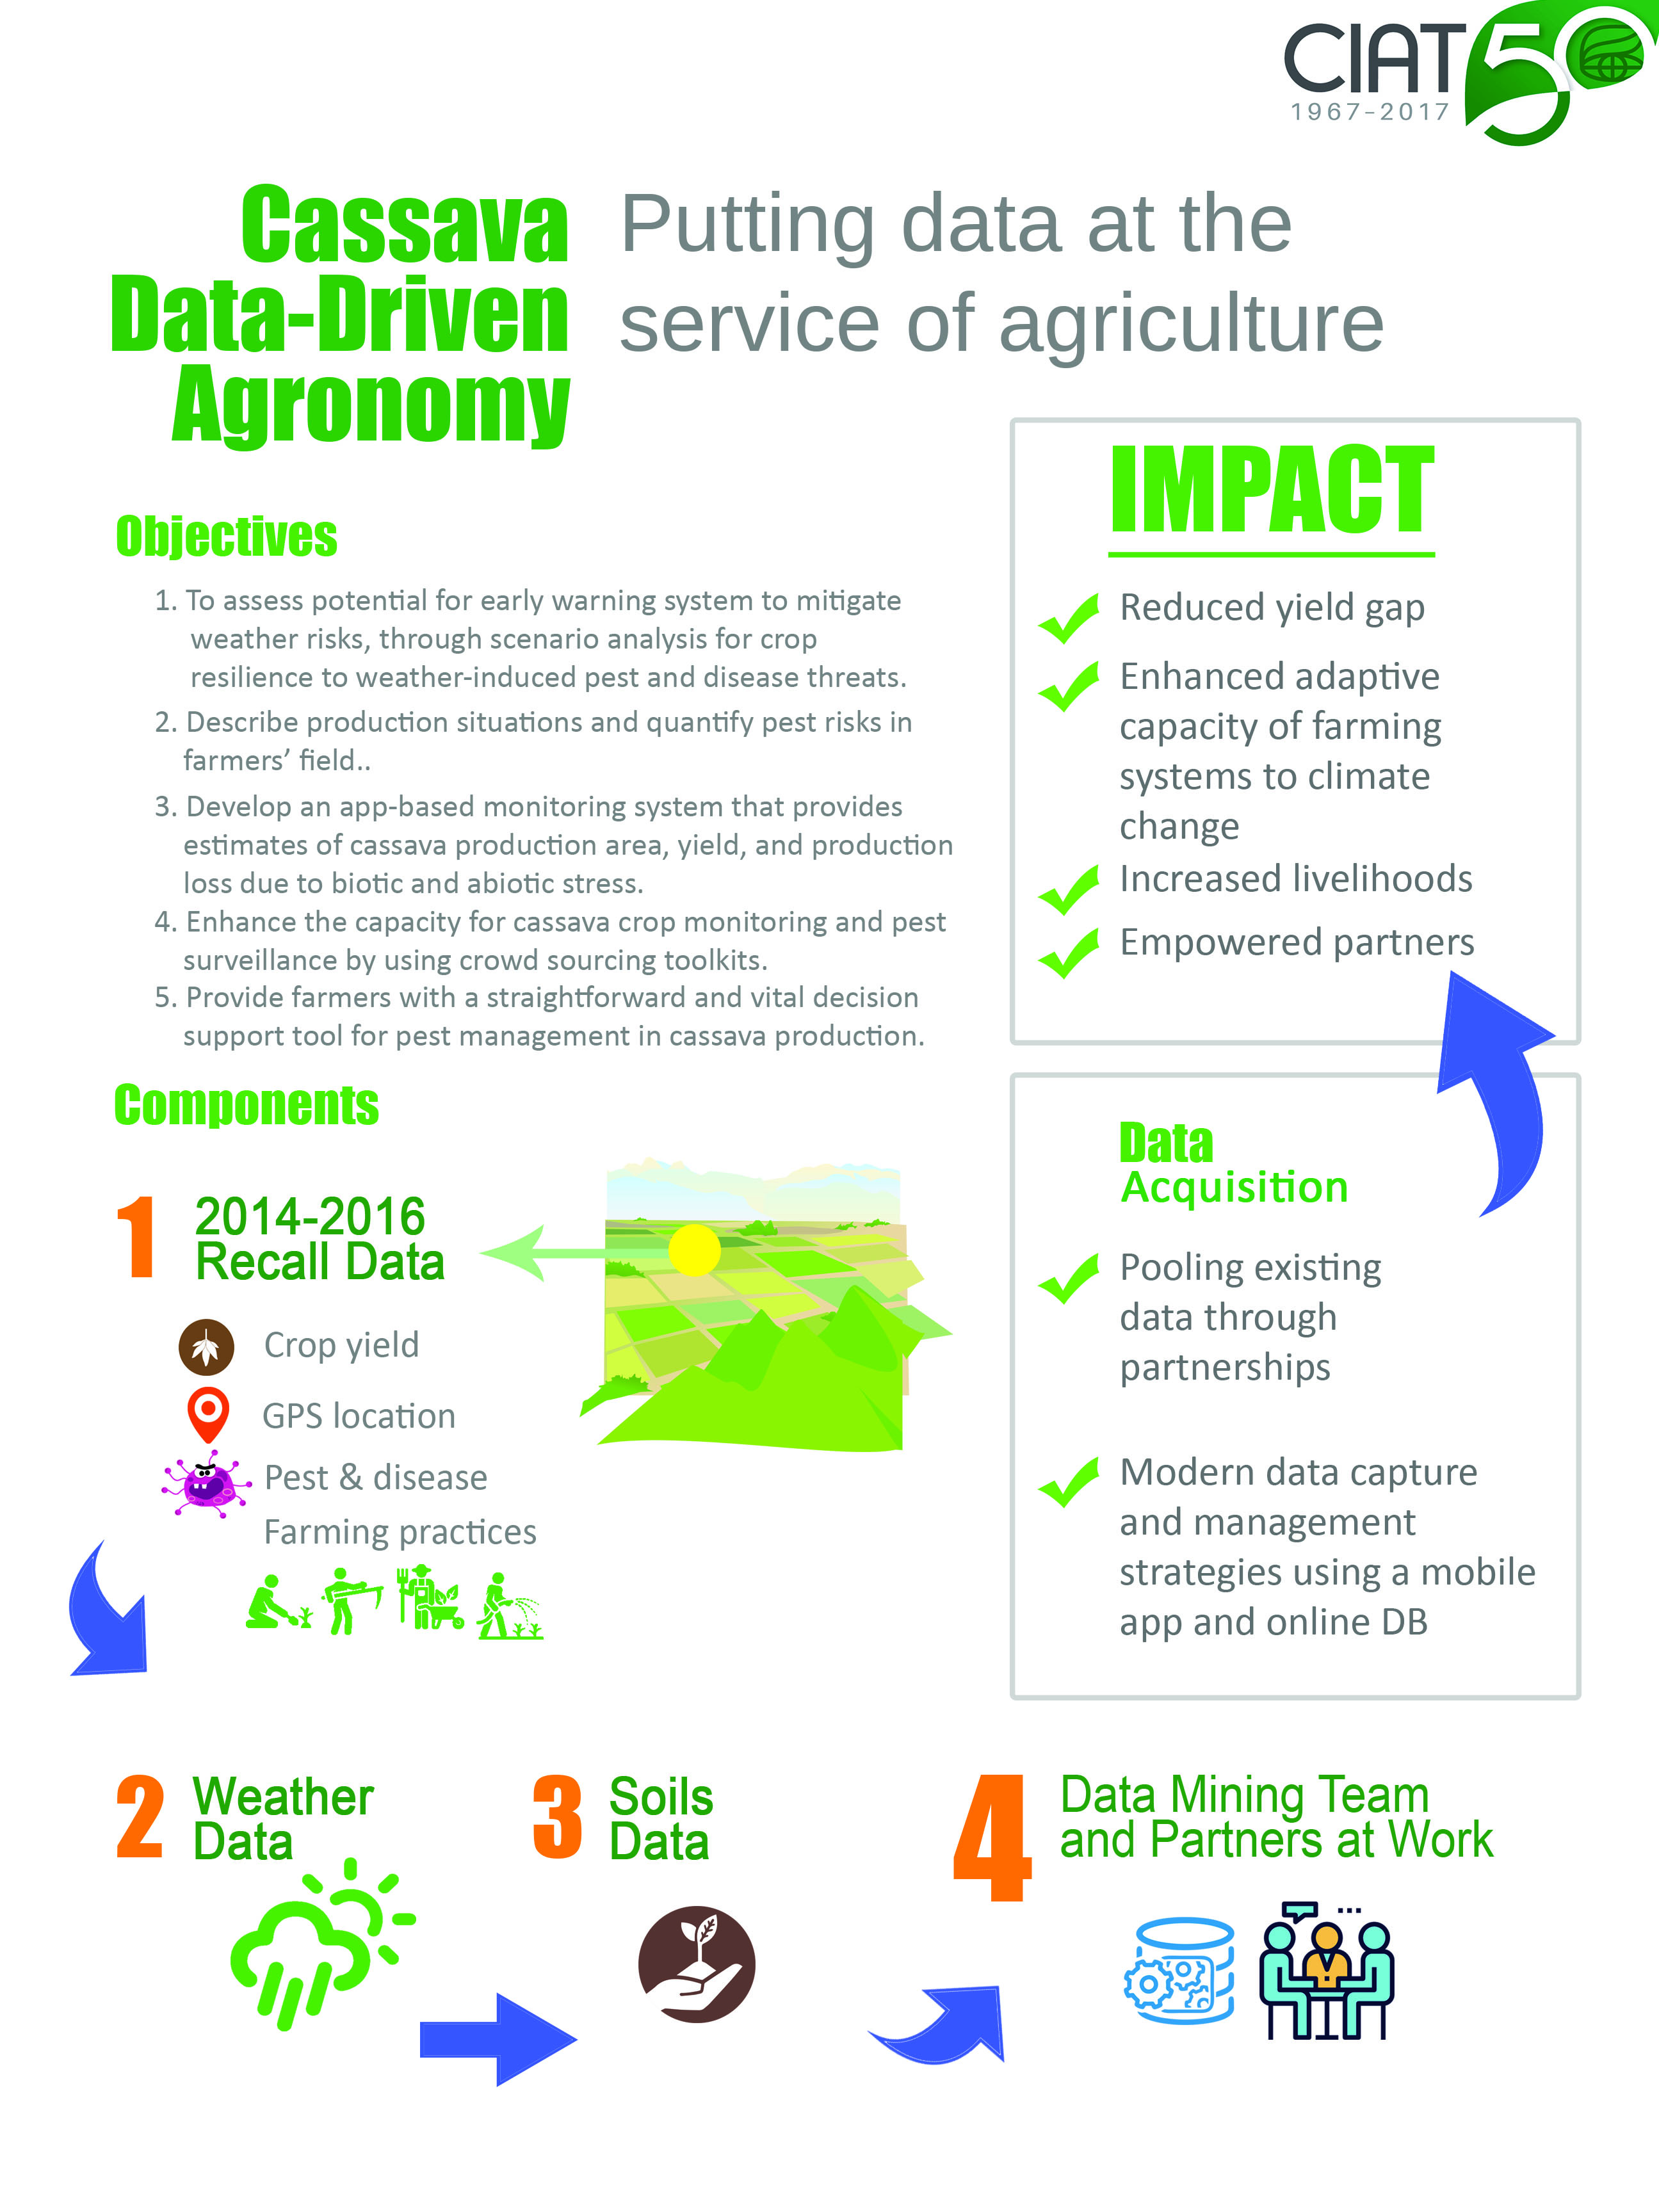 CIAT 50
1967-2017
Cassava
Data-Driven
Agronomy
Putting data at the
service of agriculture
Objectives
1. To assess potential for early warning system to mitigate
weather risks, through scenario analysis for crop
resilience to weather-induced pest and disease threats.
2. Describe production situations and quantify pest risks in
farmers’ field..
3. Develop an app-based monitoring system that provides
estimates of cassava production area, yield, and production
loss due to biotic and abiotic stress.
4. Enhance the capacity for cassava crop monitoring and pest
surveillance by using crowd sourcing toolkits.
5. Provide farmers with a straightforward and vital decision
support tool for pest management in cassava production.
IMPACT
Reduced yield gap
Enhanced adaptive
capacity of farming
systems to climate
change
Increased livelihoods
Empowered partners
Components
1 2014-2016
Recall Data
Crop yield
GPS location
Pest & disease
Farming practices
Data
Acquisition
Pooling existing
data through
partnerships
Modern data capture
and management
strategies using a mobile
app and online DB
2 Weather
Data
3 Soils
Data
4 Data Mining Team
and Partners at Work